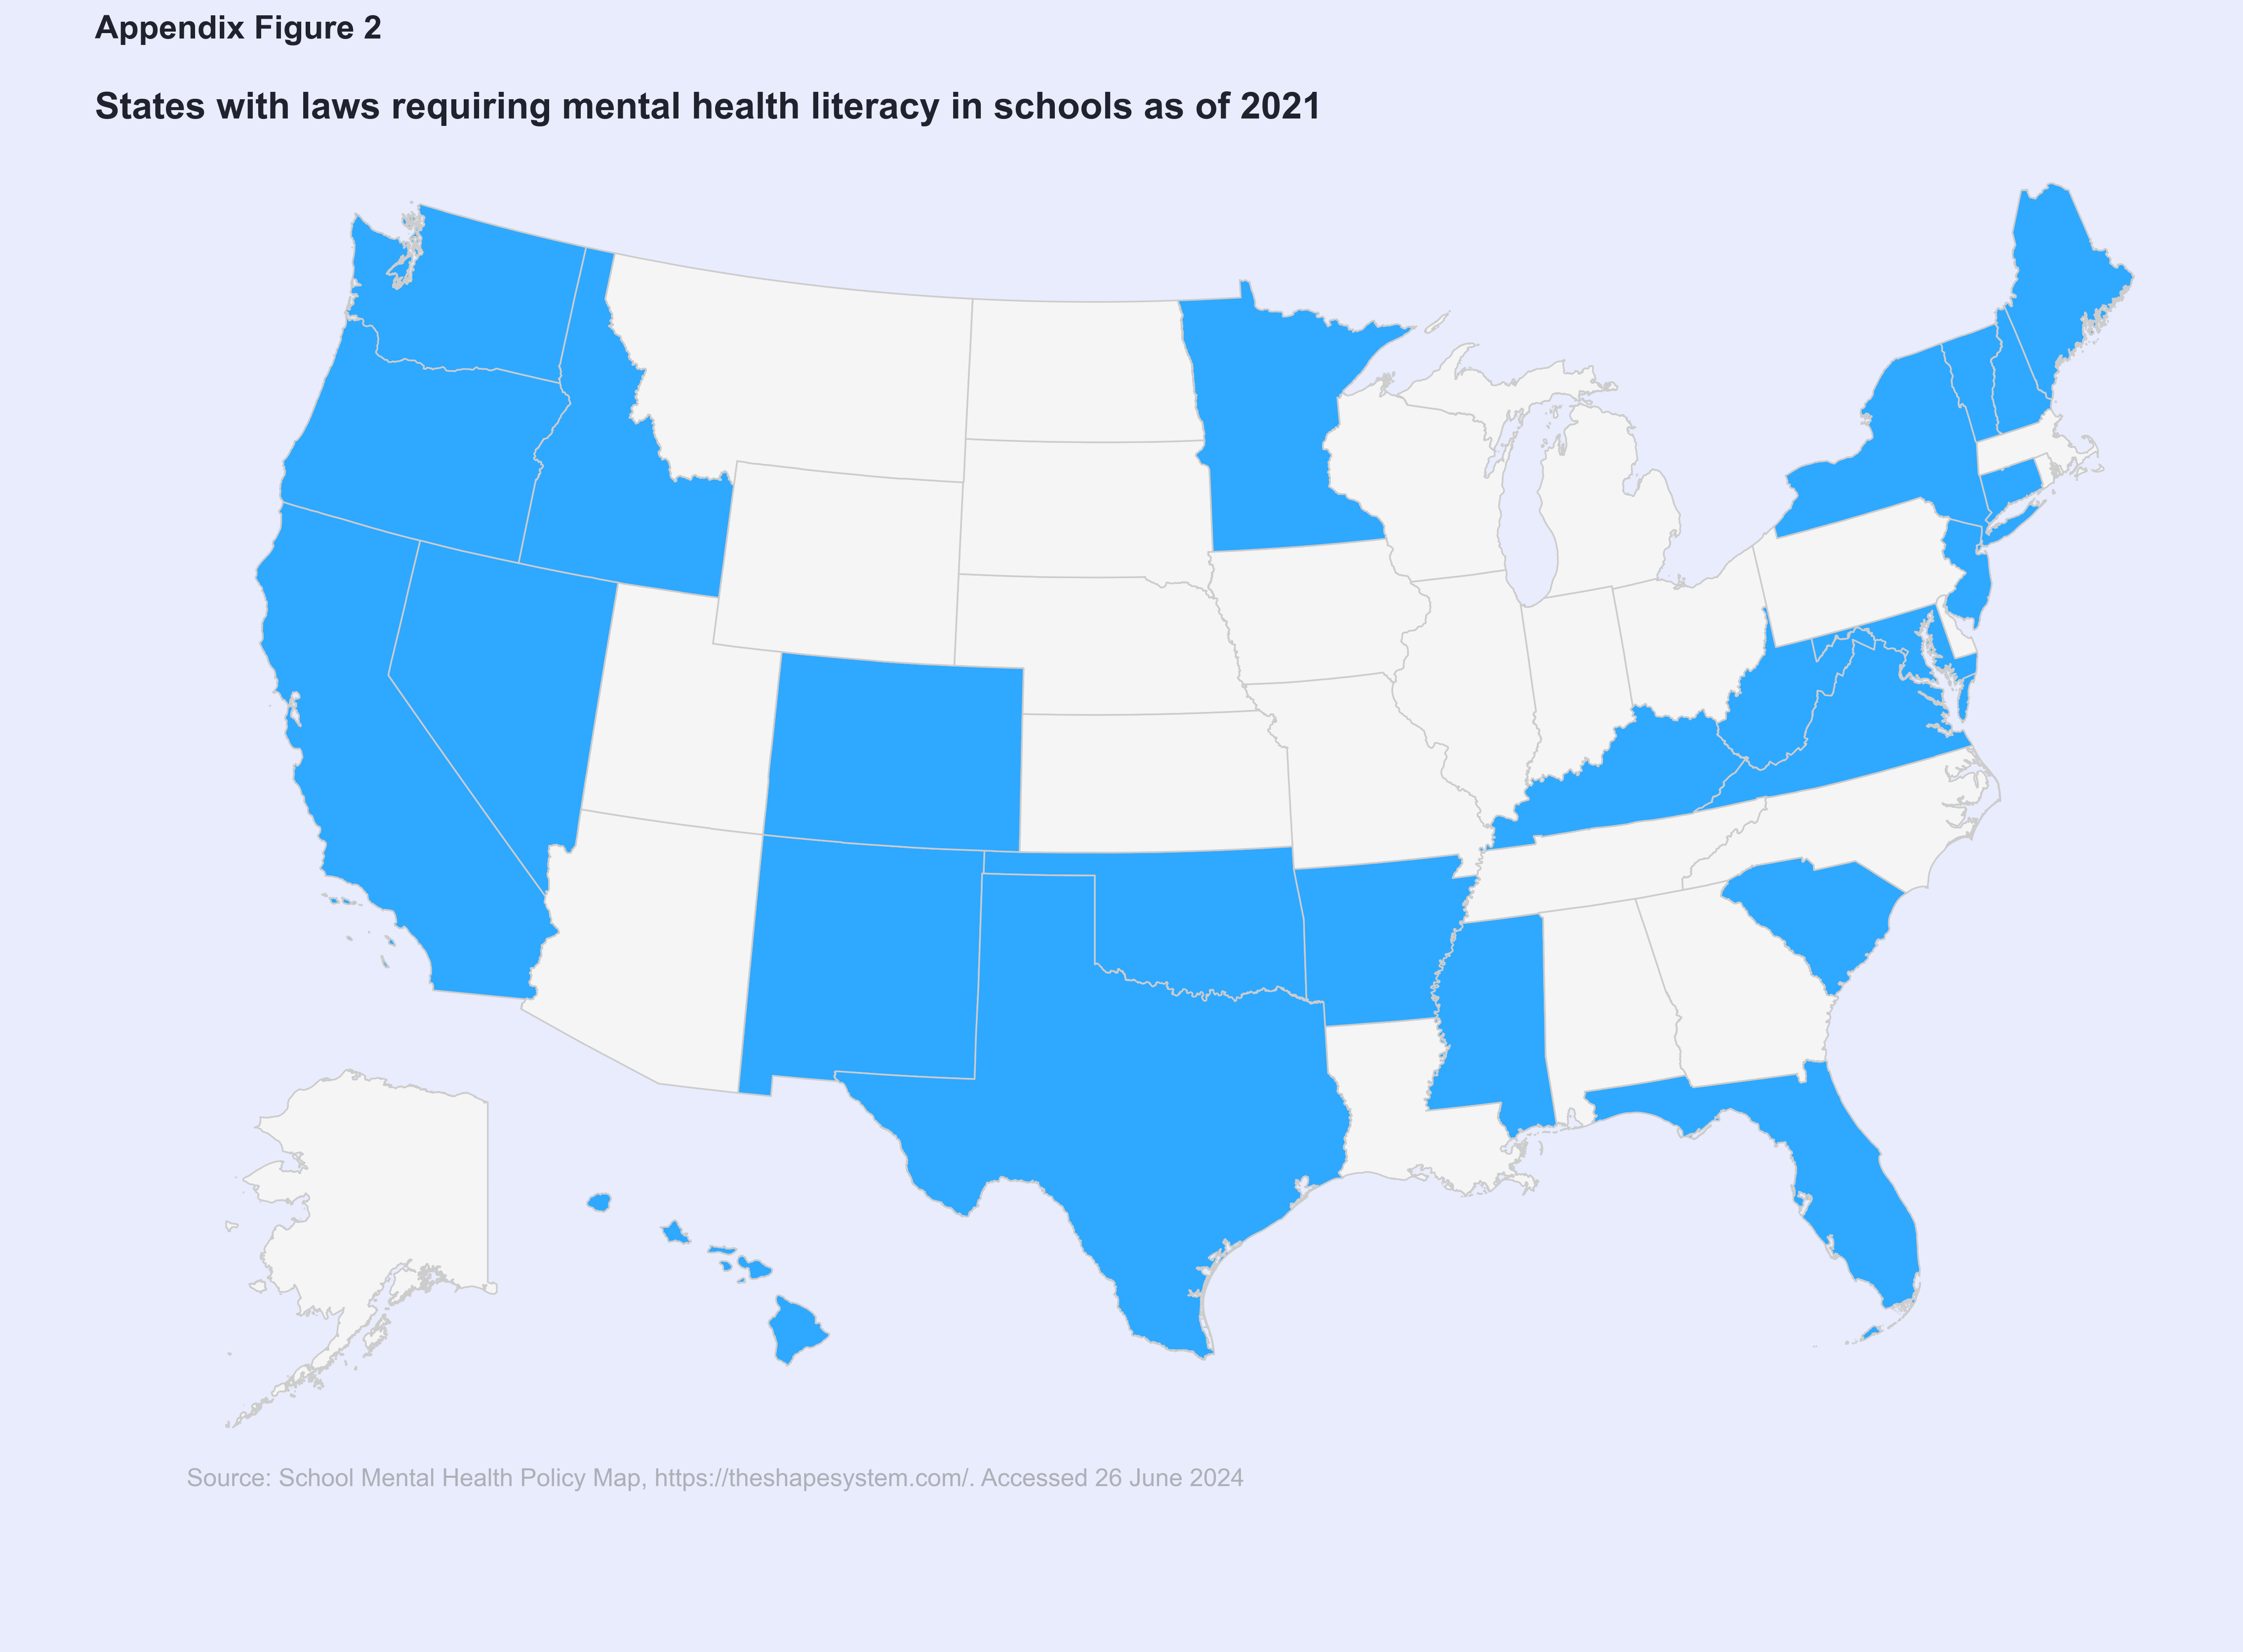 Appendix Figure 2
States with laws requiring mental health literacy in schools as of 2021
Source: School Mental Health Policy Map, https://theshapesystem.com/. Accessed 26 June 2024